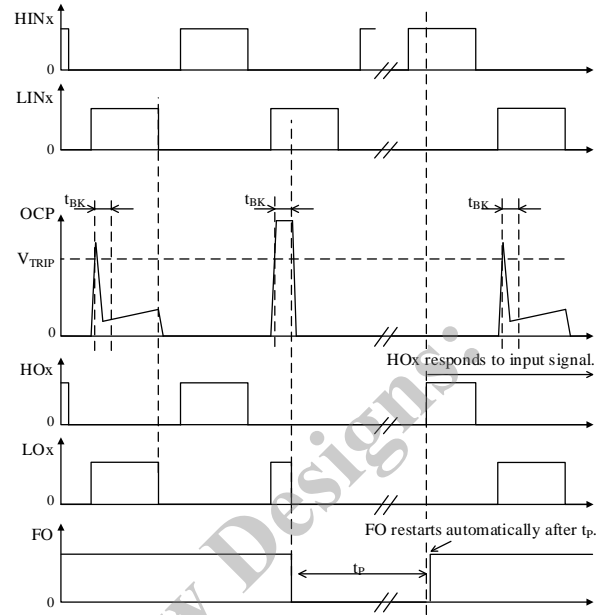 HINx
0
LINx
0
tBK
tBK
tBK
OCP
VTRIP
0
HOx responds to input signal.
HOx
0
LOx
0
FO restarts automatically after tP.
FO
tP
0
w Designs: